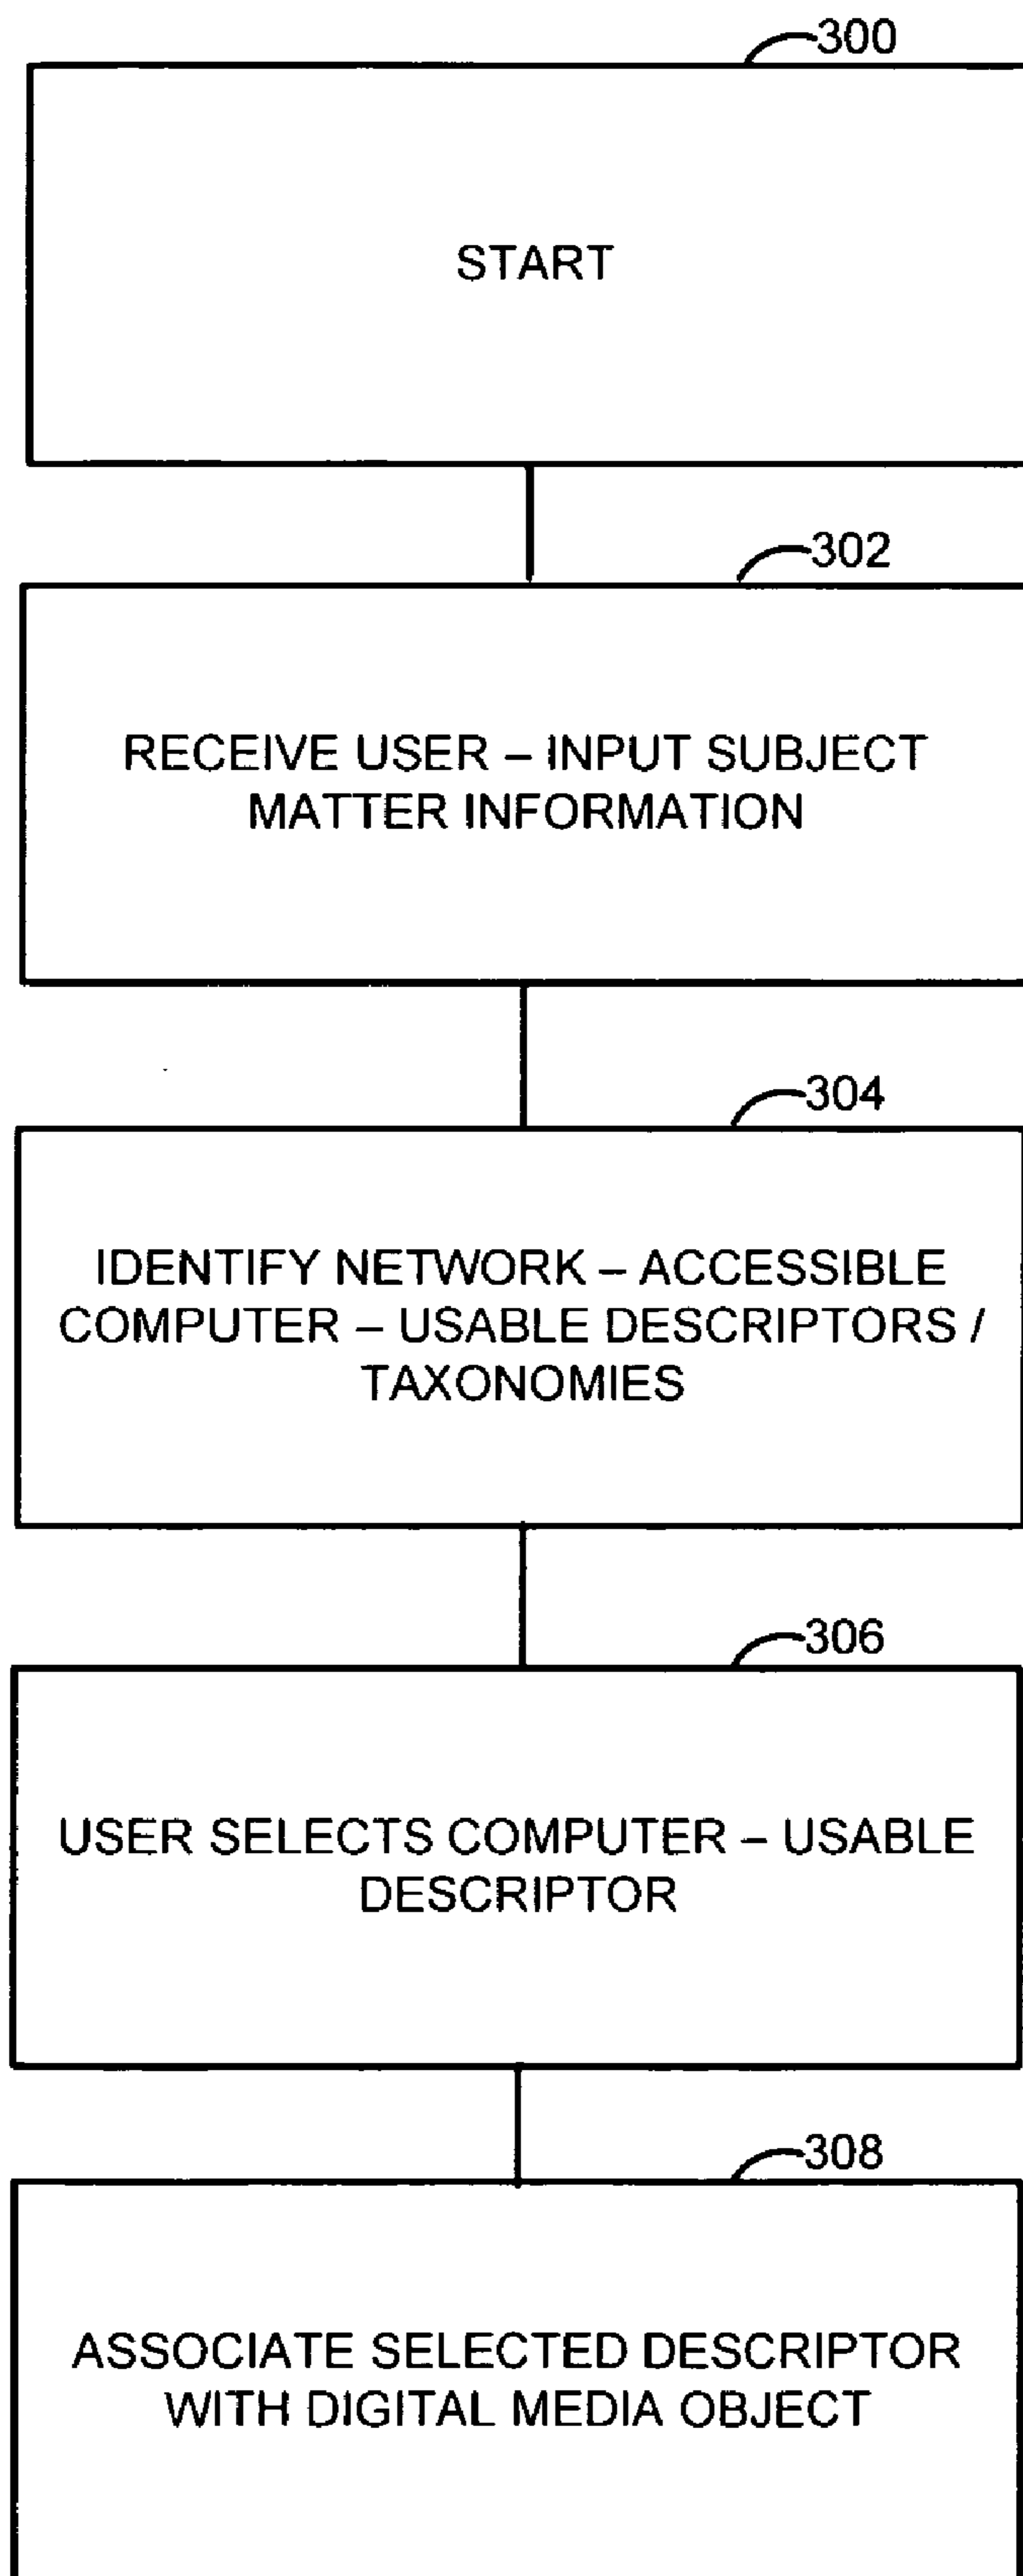 300
START
302
RECEIVE USER – INPUT SUBJECT
MATTER INFORMATION
304
IDENTIFY NETWORK – ACCESSIBLE
COMPUTER – USABLE DESCRIPTORS /
TAXONOMIES
306
USER SELECTS COMPUTER – USABLE
DESCRIPTOR
308
ASSOCIATE SELECTED DESCRIPTOR
WITH DIGITAL MEDIA OBJECT